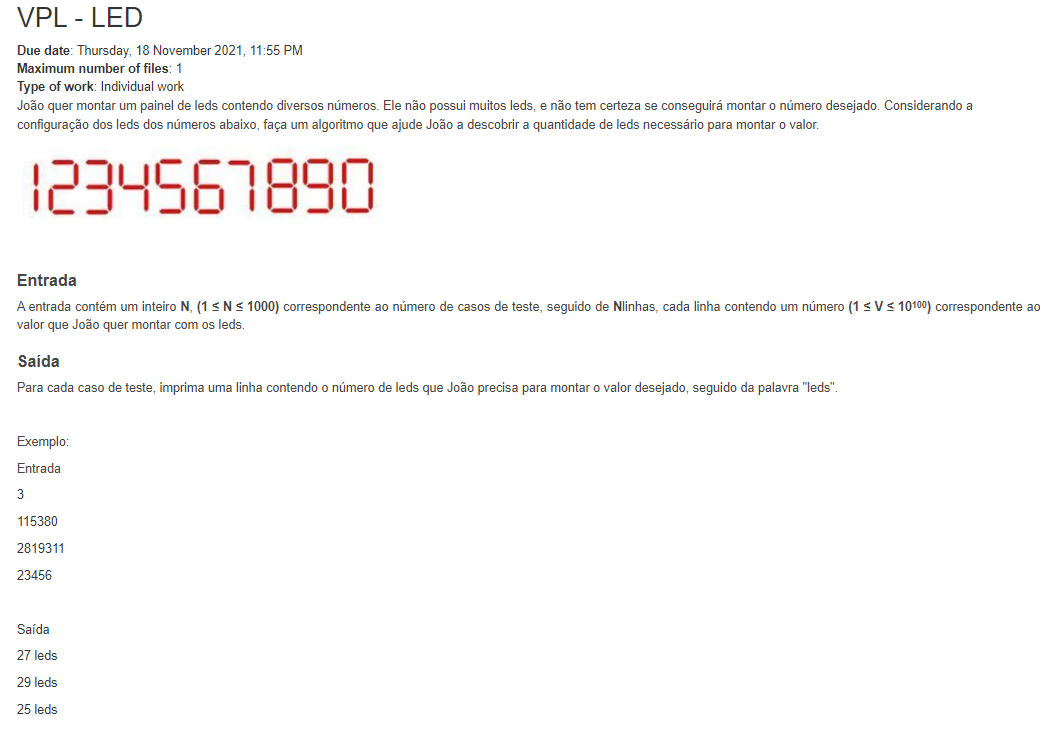 VPL - LED
Due date: Thursday, 18 November 2021, 11:55 PM
Maximum number of files: 1
Type of work: Individual work
João quer montar um painel de leds contendo diversos números. Ele não possui muitos leds, e não tem certeza se conseguirá montar o número desejado. Considerando a
configuração dos leds dos números abaixo, faça um algoritmo que ajude João a descobrir a quantidade de leds necessário para montar o valor.
1234567890
Entrada
A entrada contém um inteiro N, (1 ≤ N ≤ 1000) correspondente ao número de casos de teste, seguido de Nlinhas, cada linha contendo um número (1 ≤ V ≤ 10¹⁰⁰) correspondente ao
valor que João quer montar com os leds.
Saída
Para cada caso de teste, imprima uma linha contendo o número de leds que João precisa para montar o valor desejado, seguido da palavra "leds".
Exemplo:
Entrada
3
115380
2819311
23456
Saída
27 leds
29 leds
25 leds